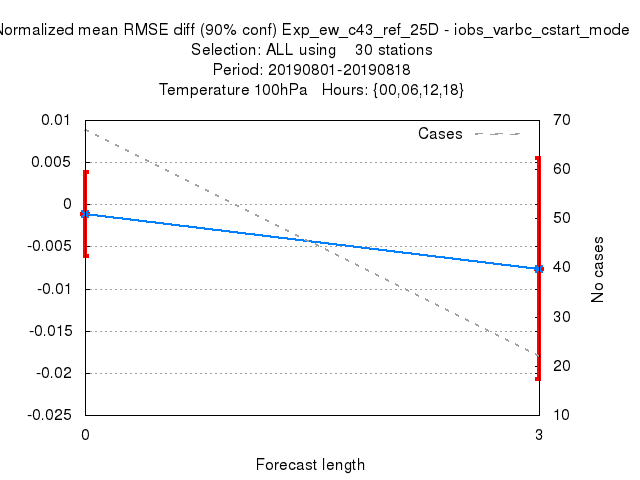 Normalized mean RMSE diff (90% conf) Exp_ew_c43_ref_25D - iobs_varbc_cstart_mode
Selection: ALL using 30 stations
Period: 20190801-20190818
Temperature 100hPa Hours: {00,06,12,18}
Cases
0.01
0.005
0
-0.005
-0.01
-0.015
-0.02
-0.025
70
60
50
40
30
20
10
No cases
0
3
Forecast length